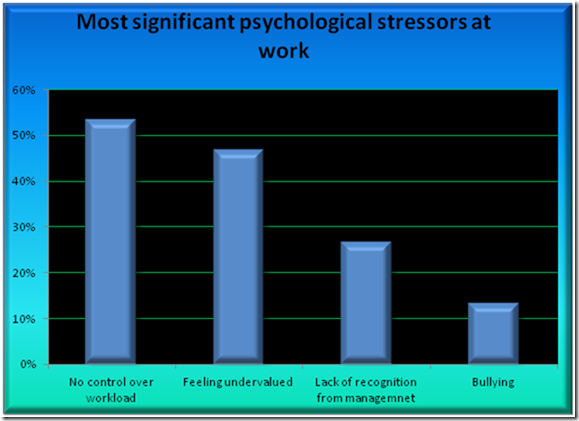 Most significant psychological stressors at
work
60%
50%
40%
30%
20%
10%
0%
No control over
workload
Feeling undervalued
Lack of recognition
from managemnet
Bullying